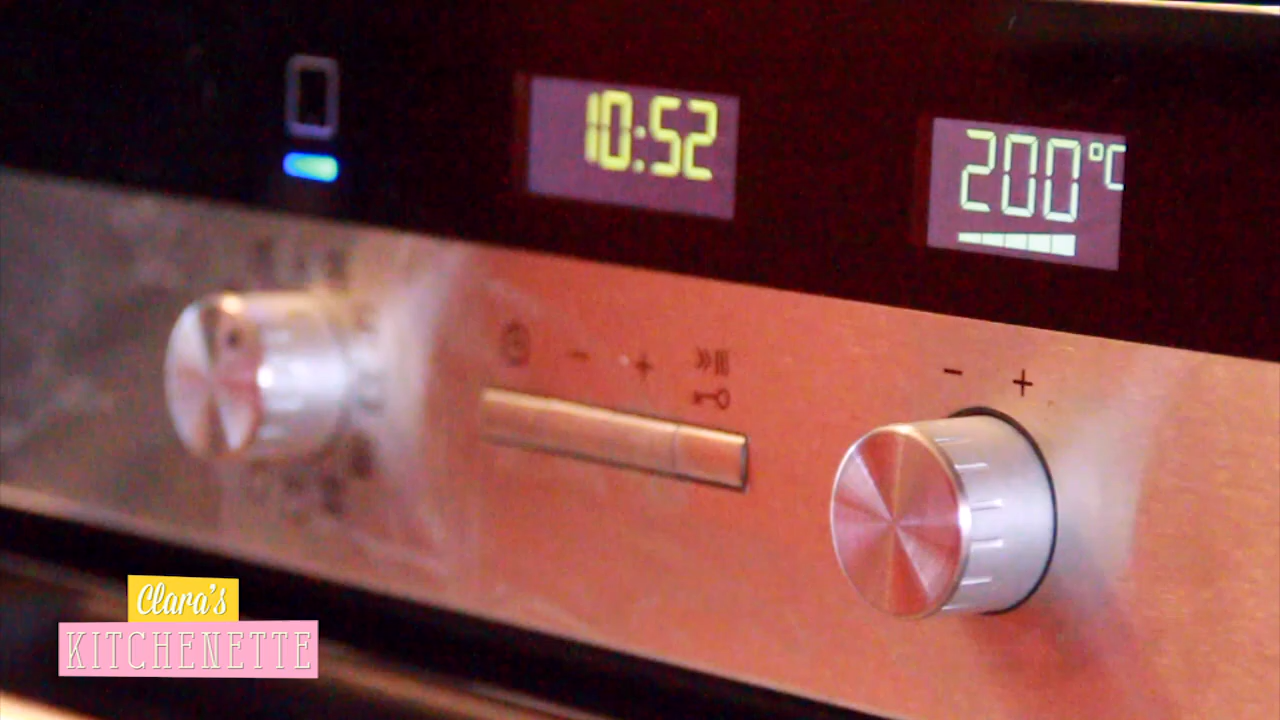 10:52
200°C
- +
- +
Clara's
KITCHENETTE